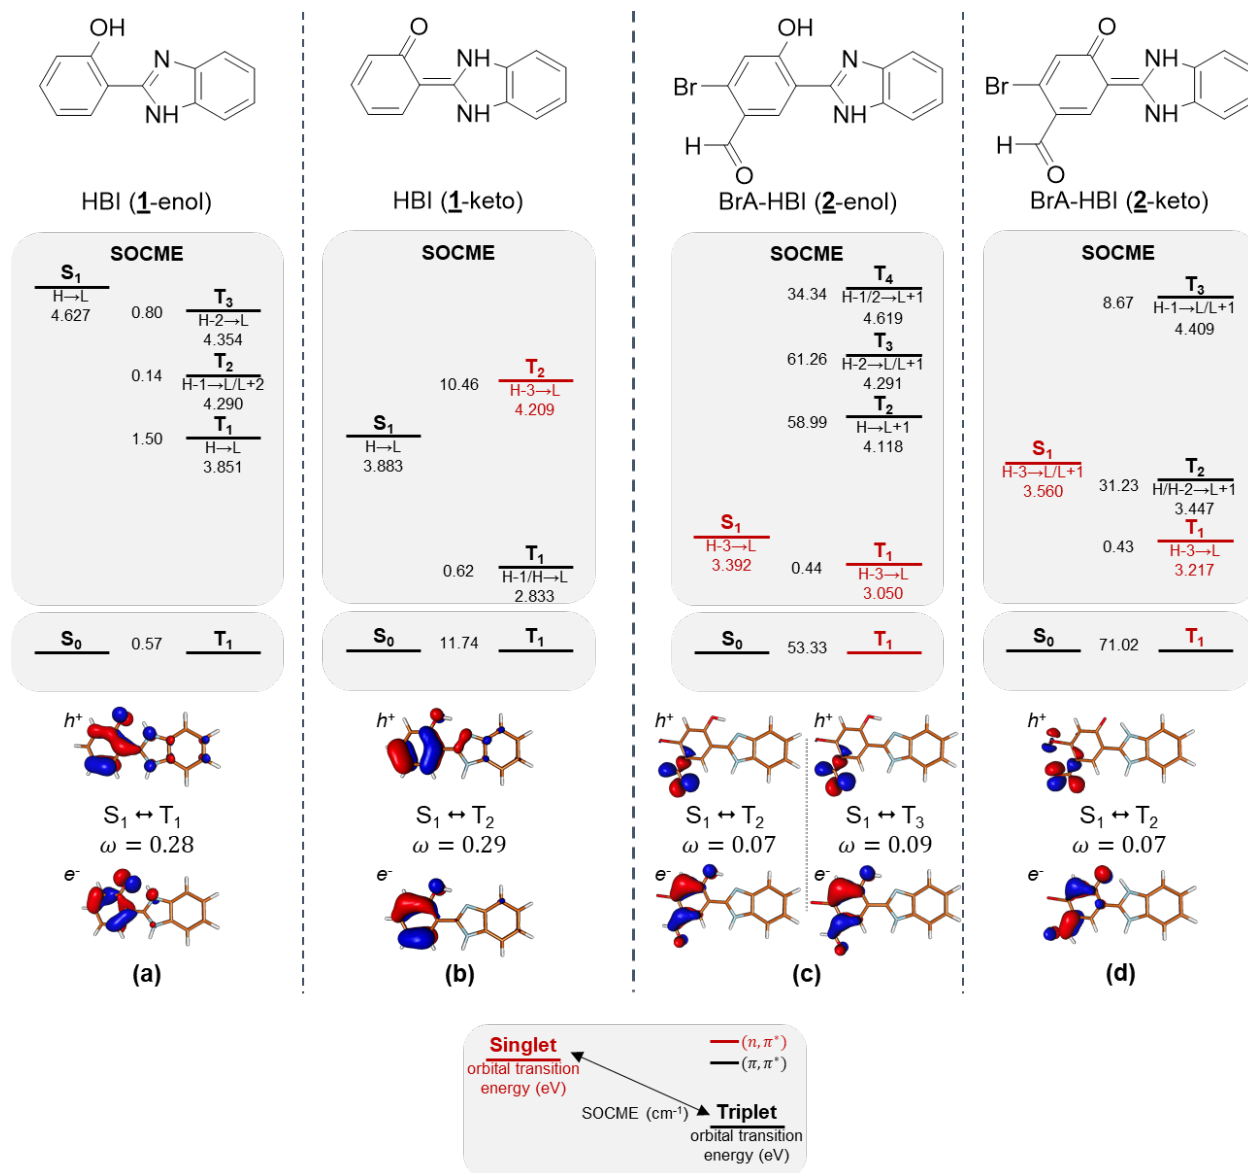 OH
N
NH
HBI (1-enol)
SOCME
S1
H→L
4.627
0.80
T3
H-2→L
4.354
0.14
T2
H-1→L/L+2
4.290
1.50
T1
H→L
3.851
S0
0.57
T1
h+
S1 ↔ T1
ω = 0.28
e-
(a)
O
NH
NH
HBI (1-keto)
SOCME
10.46
T2
H-3→L
4.209
S1
H→L
3.883
0.62
T1
H-1/H→L
2.833
S0
11.74
T1
h+
S1 ↔ T2
ω = 0.29
e-
(b)
OH
Br
N
NH
H
O
BrA-HBI (2-enol)
SOCME
34.34
T4
H-1/2→L+1
4.619
61.26
T3
H-2→L/L+1
4.291
58.99
T2
H→L+1
4.118
S1
H-3→L
3.392
0.44
T1
H-3→L
3.050
S0
53.33
T1
h+
h+
S1 ↔ T2
S1 ↔ T3
ω = 0.07
ω = 0.09
e-
e-
(c)
O
Br
NH
NH
H
O
BrA-HBI (2-keto)
SOCME
8.67
T3
H-1→L/L+1
4.409
S1
H-3→L/L+1
3.560
31.23
T2
H/H-2→L+1
3.447
0.43
T1
H-3→L
3.217
S0
71.02
T1
h+
S1 ↔ T2
ω = 0.07
e-
(d)
Singlet
orbital transition
energy (eV)
(n, π*)
(π, π*)
SOCME (cm-1)
Triplet
orbital transition
energy (eV)